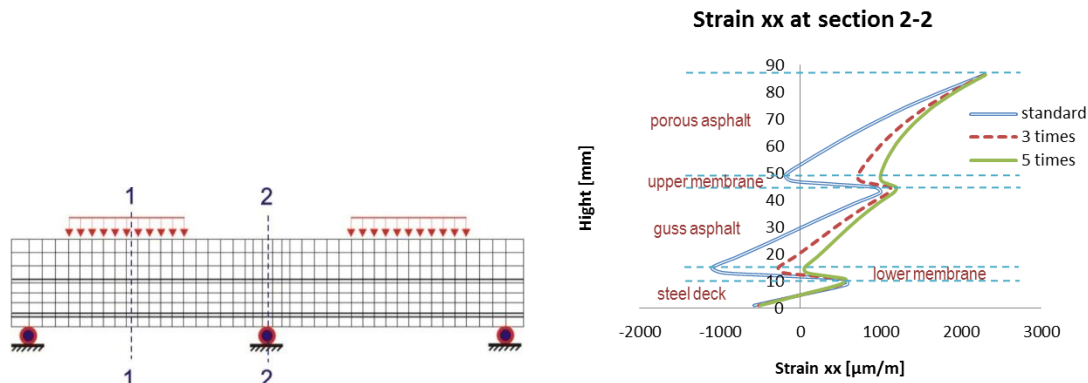 1
2
1
2
Strain xx at section 2-2
Hight [mm]
90
80
70
60
50
40
30
20
10
0
porous asphalt
upper membrane
guss asphalt
lower membrane
steel deck
standard
3 times
5 times
-2000
-1000
0
1000
2000
3000
Strain xx [µm/m]